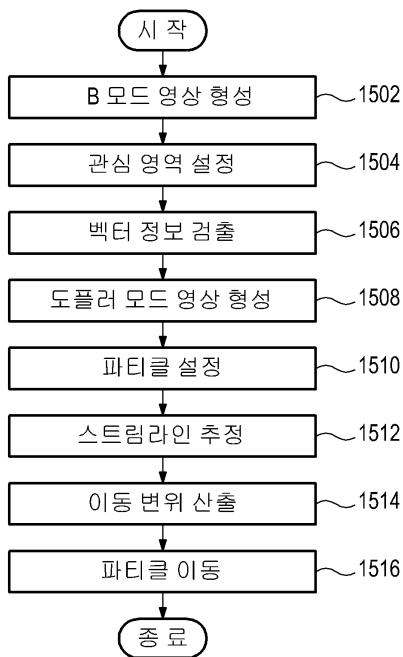 시 작
B 모드 영상 형성 1502
관심 영역 설정 1504
벡터 정보 검출 1506
도플러 모드 영상 형성 1508
파티클 설정 1510
스트림라인 추정 1512
이동 변위 산출 1514
파티클 이동 1516
종 료